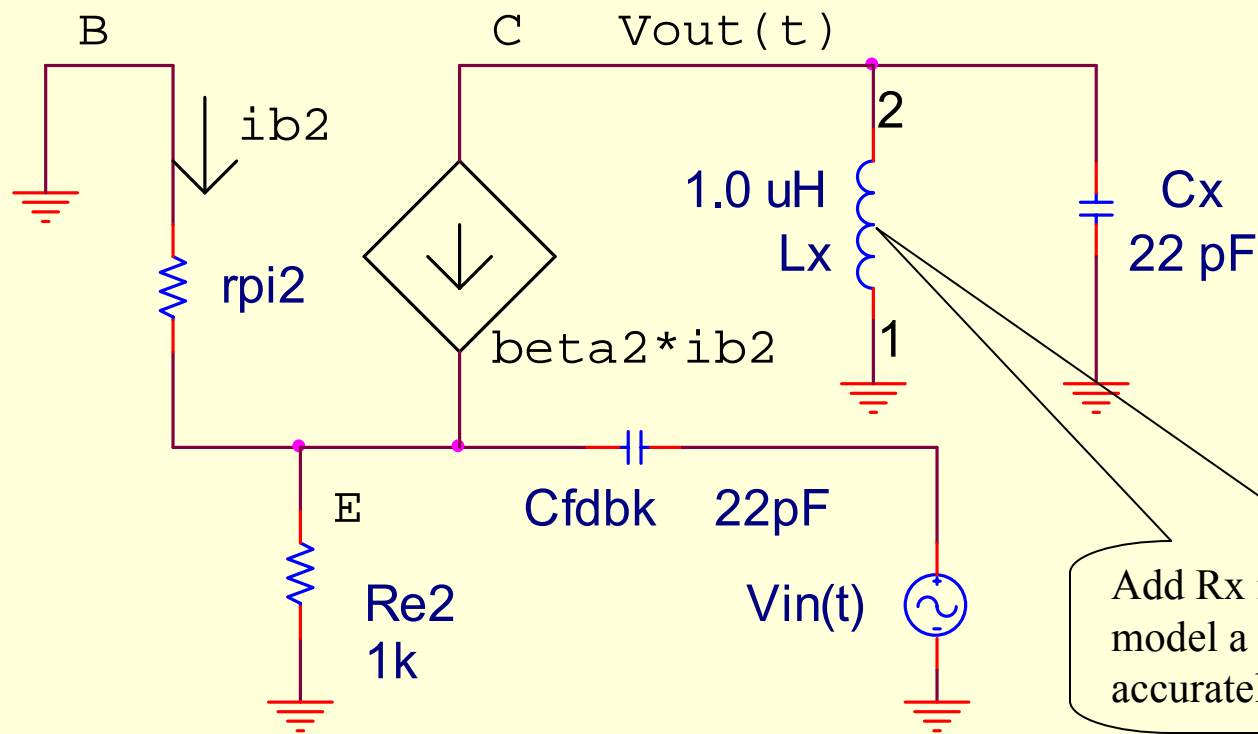 B
C
Vout(t)
ib2
2
1.0 uH
Lx
Cx
22 pF
rpi2
beta2*ib2
1
E
Cfdbk
22pF
Re2
1k
Vin(t)
Add Rx
model a